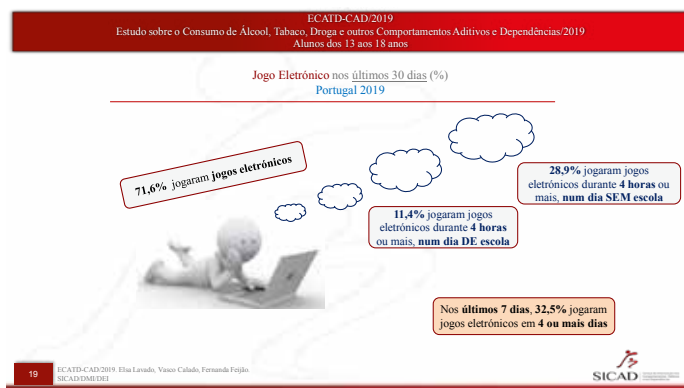 ECATD-CAD/2019
Estudo sobre o Consumo de Álcool, Tabaco, Droga e outros Comportamentos Aditivos e Dependências/2019
Alunos dos 13 aos 18 anos
Jogo Eletrónico nos últimos 30 dias (%)
Portugal 2019
71,6% jogaram jogos eletrónicos
28,9% jogaram jogos
eletrónicos durante 4 horas ou
mais, num dia SEM escola
11,4% jogaram jogos
eletrónicos durante 4 horas
ou mais, num dia DE escola
Nos últimos 7 dias, 32,5% jogaram
jogos eletrónicos em 4 ou mais dias
19
ECATD-CAD/2019. Elsa Lavado, Vasco Calado, Fernanda Feijão
SICAD/DMI/DEI
SICAD